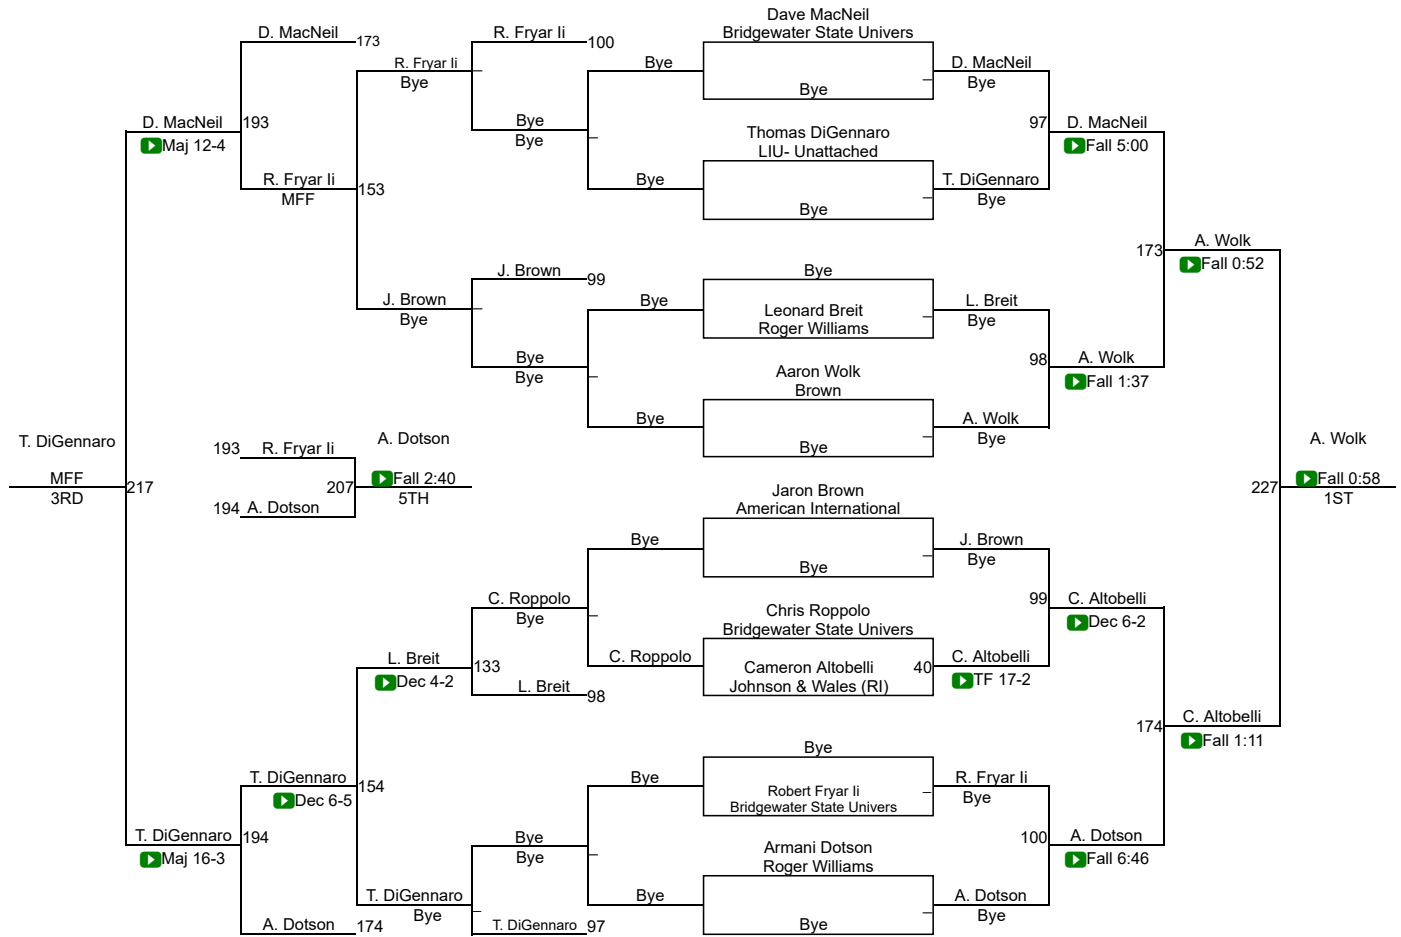 Dave MacNeil
D. MacNeil
R. Fryar Ii
Bridgewater State Univers
173
100
R. Fryar Ii
Bye
D. MacNeil
Bye
Bye
Bye
D. MacNeil
193
Bye
97
D. MacNeil
Maj 12-4
Bye
Thomas DiGennaro
Fall 5:00
LIU- Unattached
R. Fryar Ii
153
Bye
T. DiGennaro
MFF
Bye
Bye
A. Wolk
173
J. Brown
99
Bye
Fall 0:52
J. Brown
Bye
Leonard Breit
L. Breit
Bye
Roger Williams
Bye
Bye
98
A. Wolk
Bye
Aaron Wolk
Fall 1:37
Brown
Bye
A. Wolk
T. DiGennaro
193
R. Fryar Ii
A. Dotson
Bye
Bye
A. Wolk
MFF
217
207
Fall 2:40
227
Fall 0:58
3RD
5TH
Jaron Brown
1ST
194
A. Dotson
American International
Bye
J. Brown
Bye
Bye
C. Roppolo
99
C. Altobelli
Bye
Chris Roppolo
Dec 6-2
Bridgewater State Univers
L. Breit
133
C. Roppolo
Cameron Altobelli
40
C. Altobelli
Dec 4-2
L. Breit
98
Johnson & Wales (RI)
TF 17-2
174
C. Altobelli
Bye
Fall 1:11
T. DiGennaro
154
Bye
Robert Fryar Ii
R. Fryar Ii
Dec 6-5
Bridgewater State Univers
Bye
T. DiGennaro
194
Bye
100
A. Dotson
Maj 16-3
Bye
Armani Dotson
Fall 6:46
Roger Williams
T. DiGennaro
Bye
A. Dotson
Bye
Bye
A. Dotson
174
T. DiGennaro
97
Bye